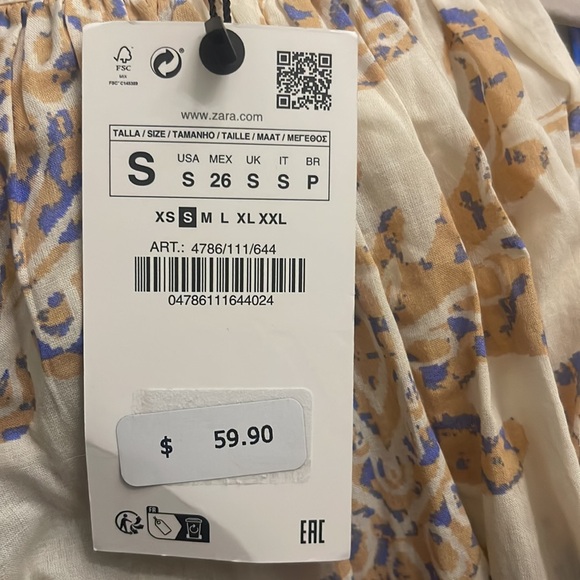 FSC
MIX
www.zara.com
TALLA / SIZE / TAMANHO / TAILLE / MAAT / ΜΕΓΕΘΟΣ
S
USA MEX UK IT BR
S 26 S S P
XS S M L XL XXL
ART.: 4786/111/644
04786111644024
$ 59.90
FR
EAC